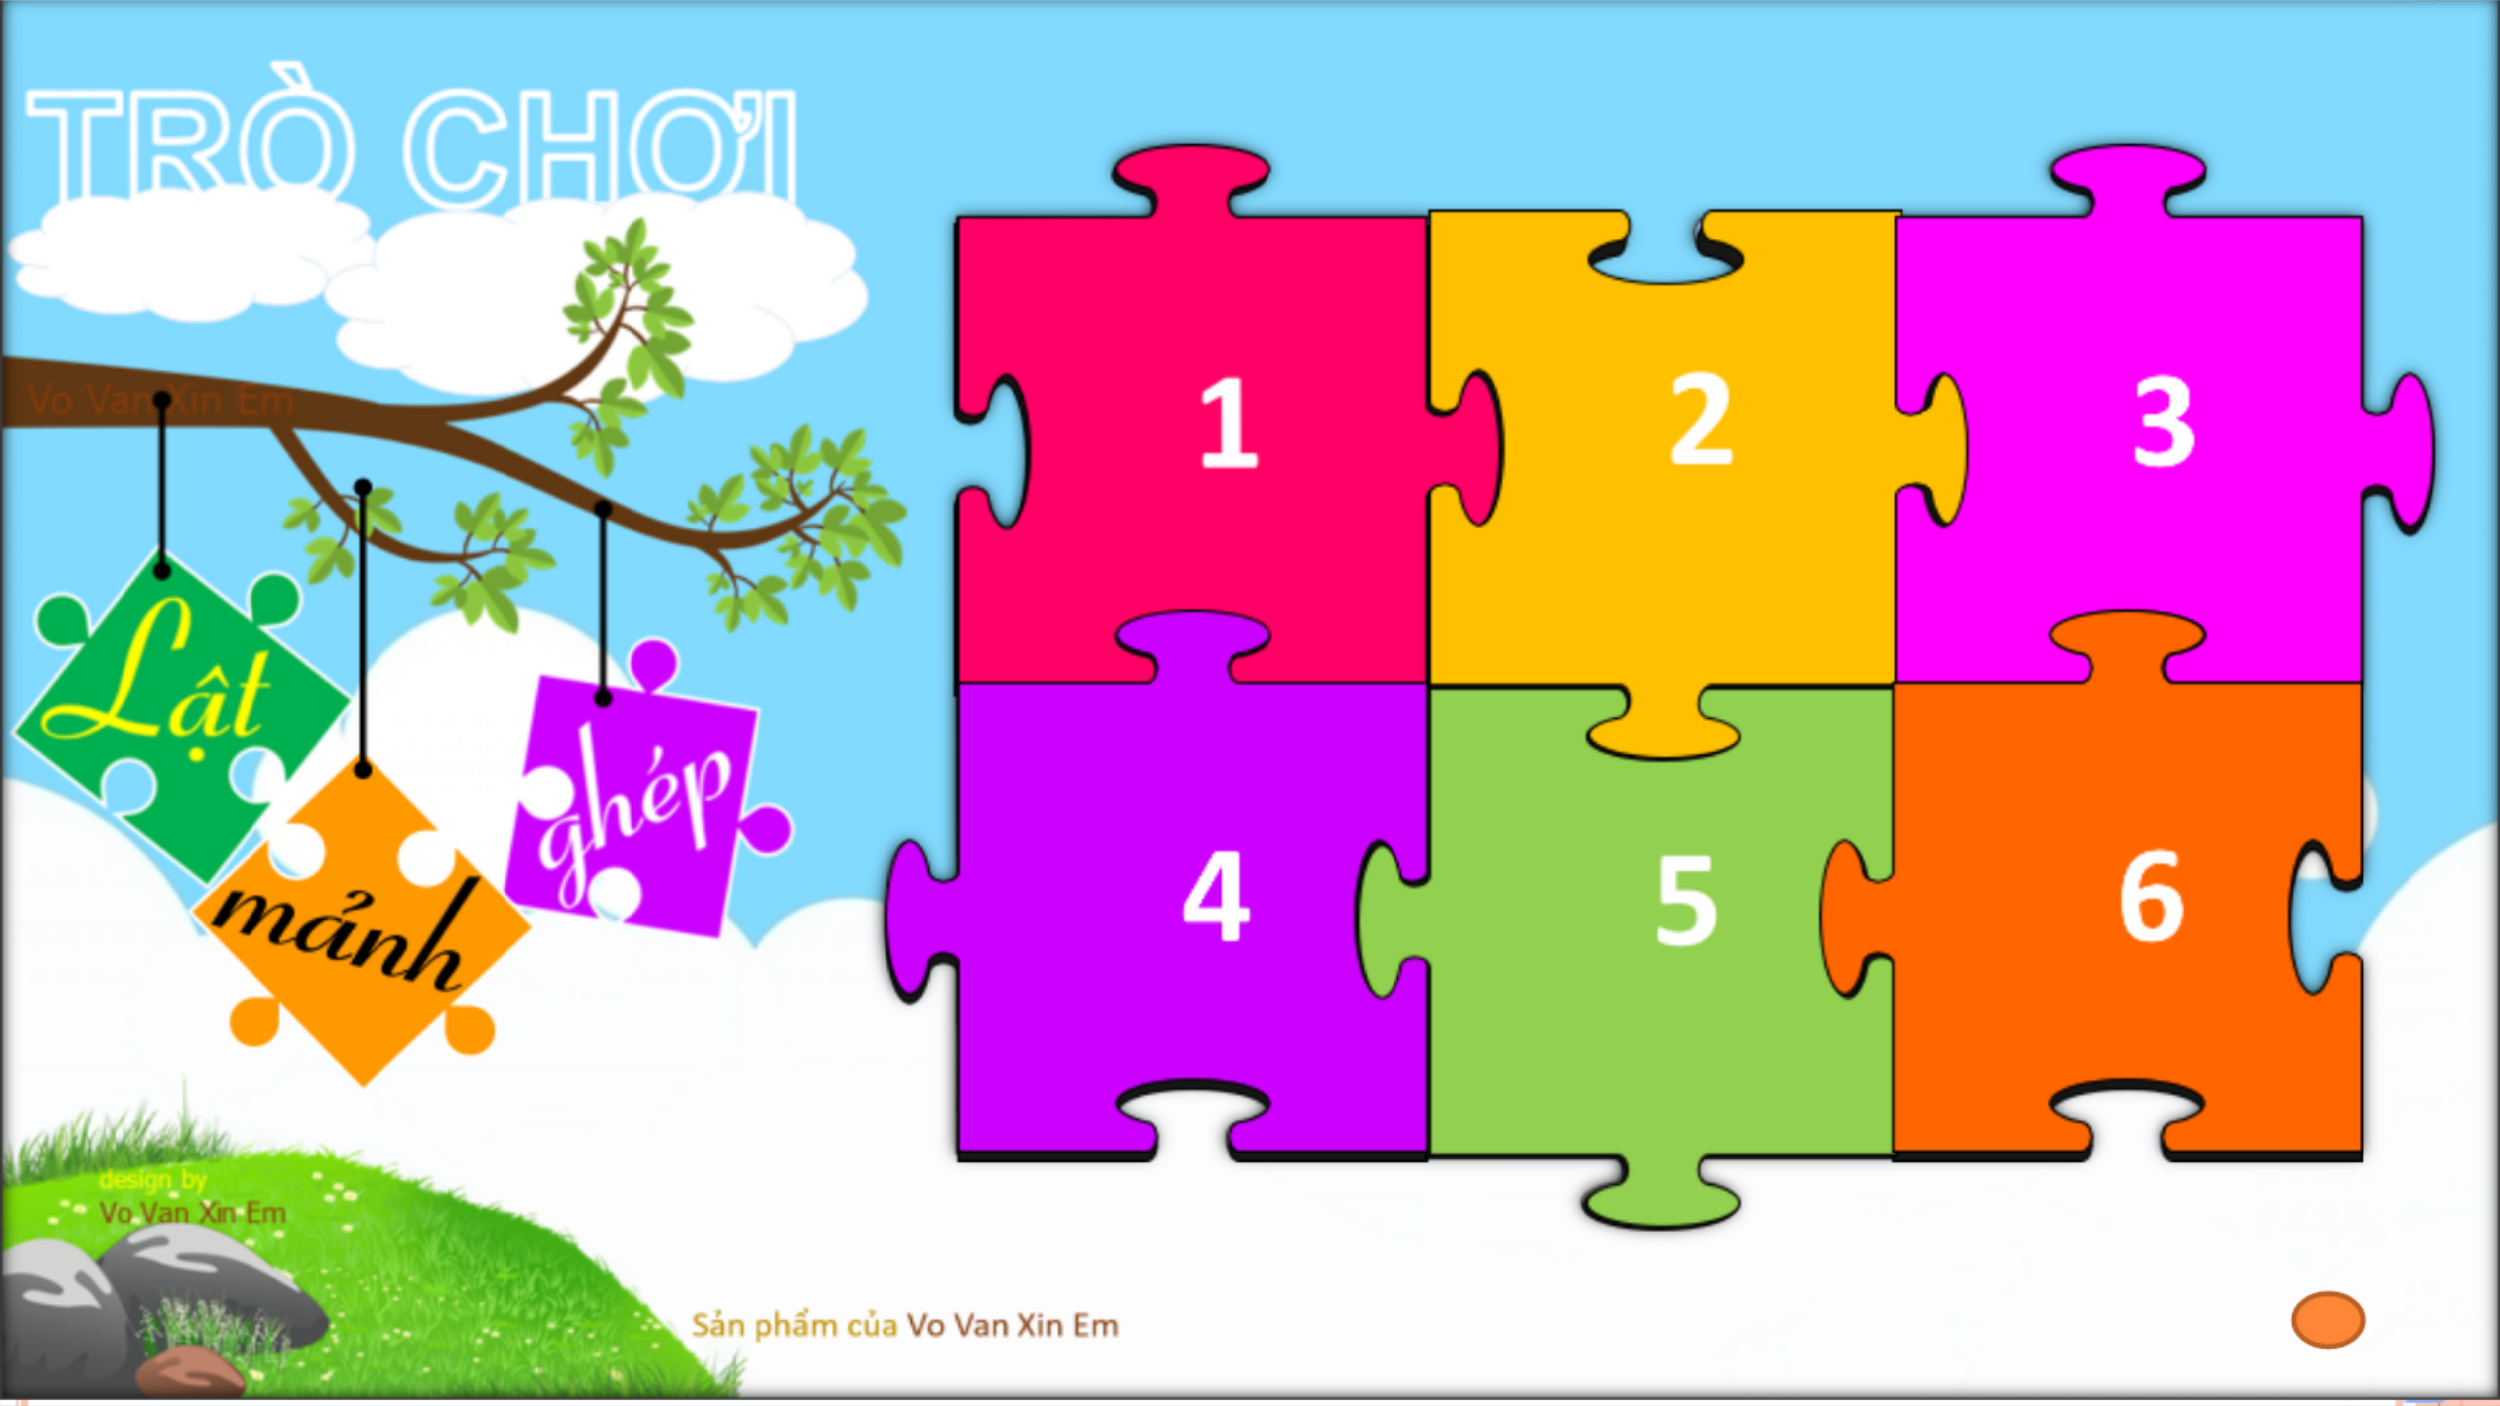 TRÒ CHƠI
Vo Van Xin Em
Lật
mảnh
ghép
1
2
3
4
5
6
design by
Vo Van Xin Em
Sản phẩm của Vo Van Xin Em